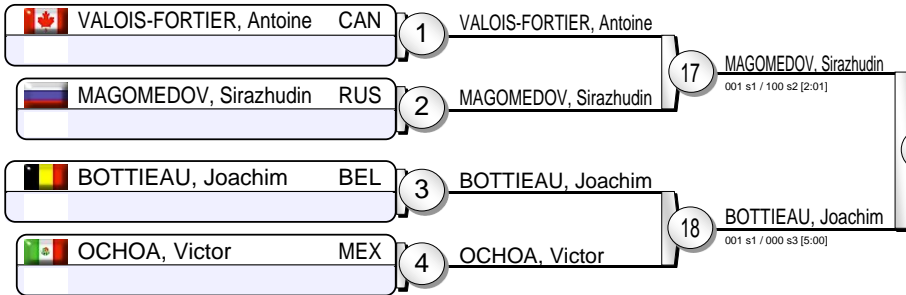 VALOIS-FORTIER, Antoine CAN
1
VALOIS-FORTIER, Antoine
17
MAGOMEDOV, Sirazhudin
001 s1 / 100 s2 [2:01]
MAGOMEDOV, Sirazhudin RUS
2
MAGOMEDOV, Sirazhudin
BOTTIEAU, Joachim BEL
3
BOTTIEAU, Joachim
18
BOTTIEAU, Joachim
001 s1 / 000 s3 [5:00]
OCHOA, Victor MEX
4
OCHOA, Victor